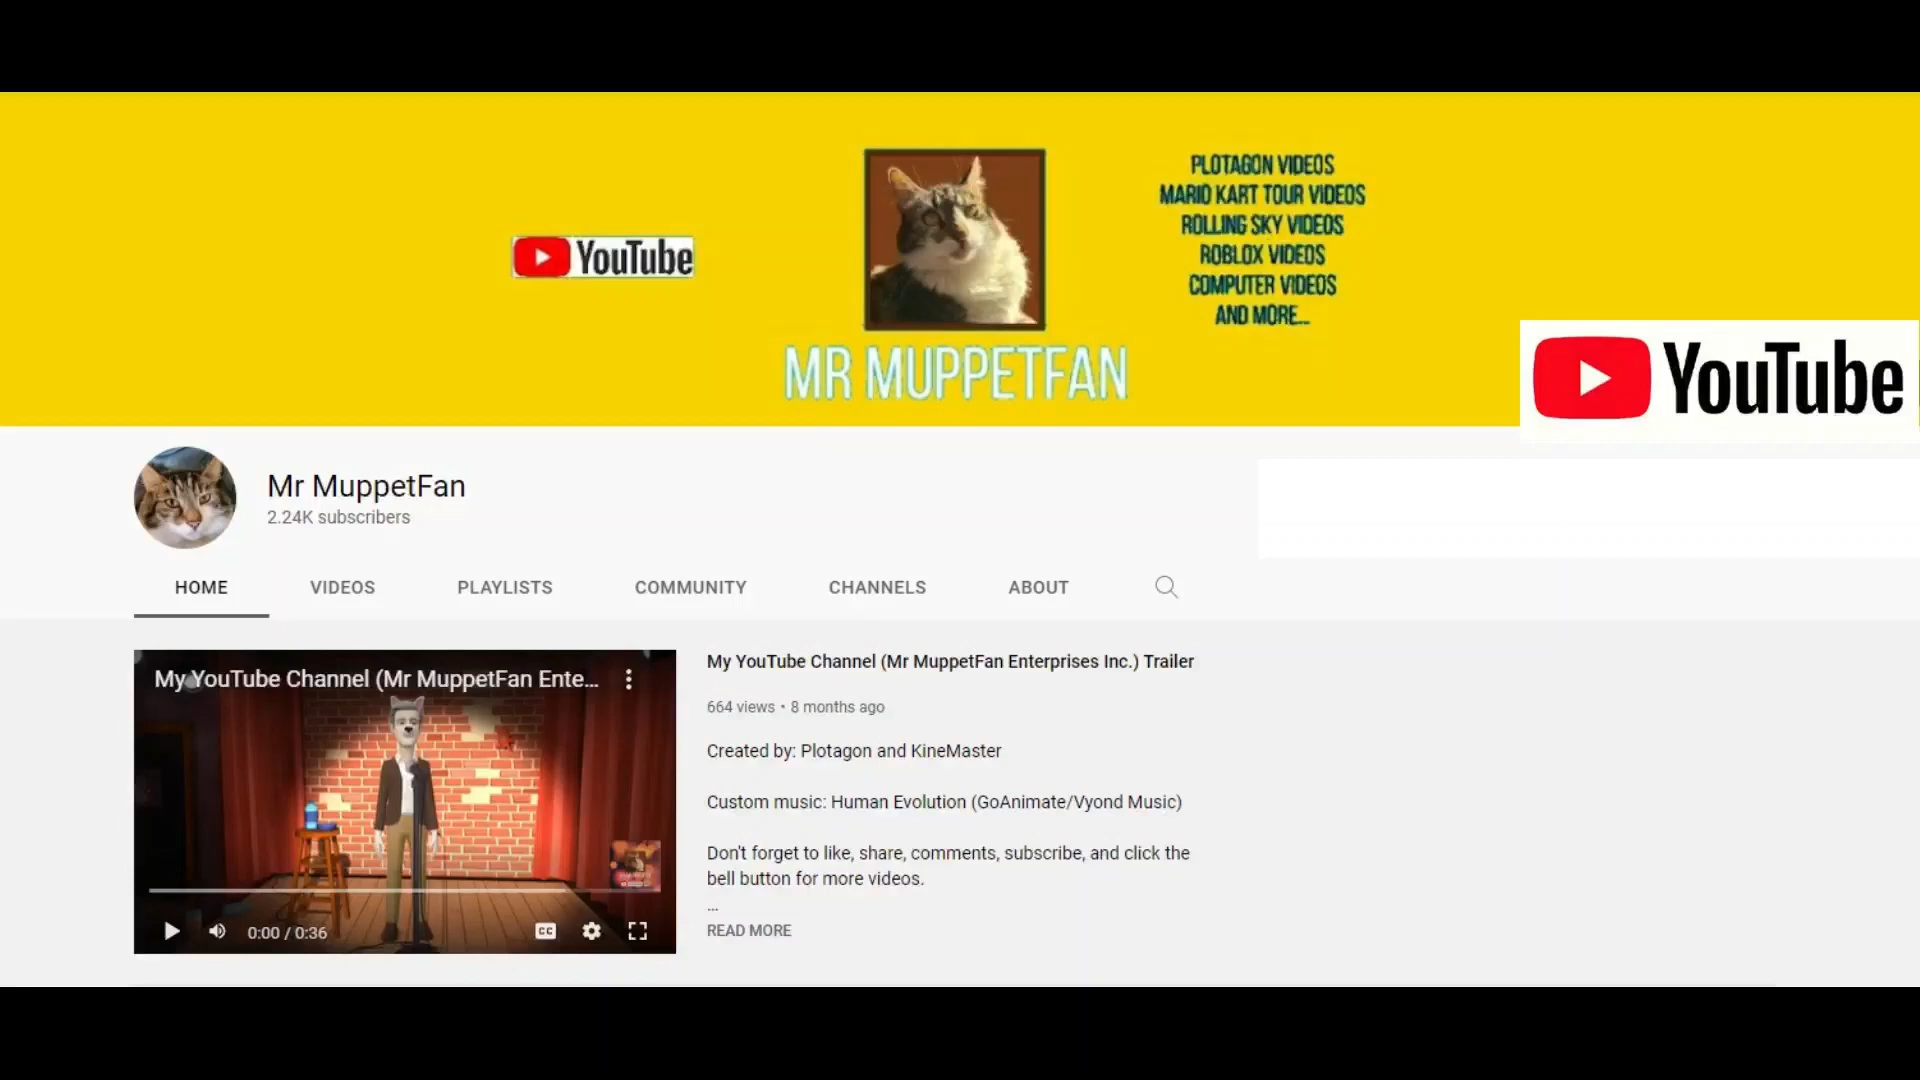 PLOTAGON VIDEOS
MARIO KART TOUR VIDEOS
ROLLING SKY VIDEOS
ROBLOX VIDEOS
COMPUTER VIDEOS
AND MORE...
YouTube
MR MUPPETFAN
YouTube
Mr MuppetFan
2.24K subscribers
HOME VIDEOS PLAYLISTS COMMUNITY CHANNELS ABOUT
My YouTube Channel (Mr MuppetFan Ente...
0:00 / 0:36
CC
My YouTube Channel (Mr MuppetFan Enterprises Inc.) Trailer
664 views • 8 months ago
Created by: Plotagon and KineMaster
Custom music: Human Evolution (GoAnimate/Vyond Music)
Don't forget to like, share, comments, subscribe, and click the
bell button for more videos.
...
READ MORE